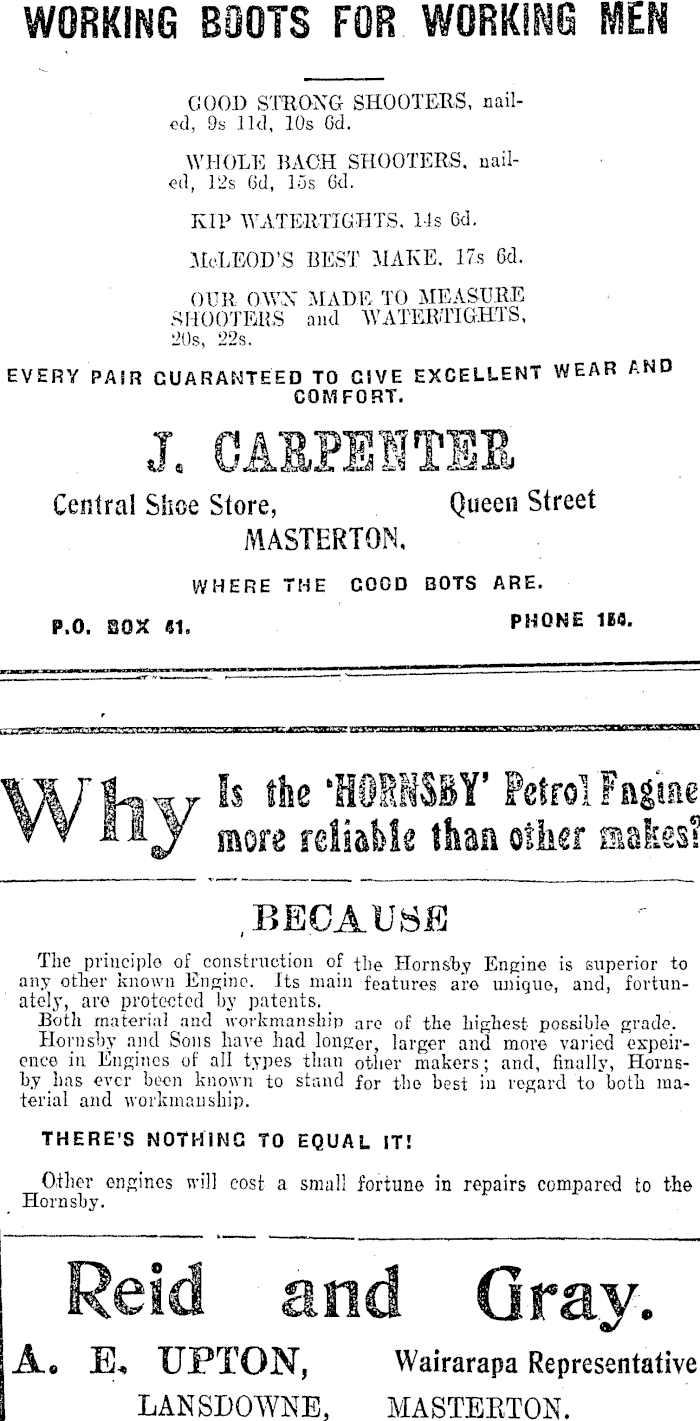 WORKING BOOTS FOR WORKING MEN
GOOD STRONG SHOOTERS, nail-
ed, 9s 11d, 10s 6d.
WHOLE BACH SHOOTERS, nail-
ed, 12s 6d, 15s 6d.
KIP WATERTIGHTS, 14s 6d.
McLEOD'S BEST MAKE, 17s 6d.
OUR OWN MADE TO MEASURE
SHOOTERS and WATERTIGHTS,
20s, 22s.
EVERY PAIR GUARANTEED TO GIVE EXCELLENT WEAR AND
COMFORT.
J. CARPENTER
Central Shoe Store, Queen Street
MASTERTON.
WHERE THE GOOD BOTS ARE.
P.O. BOX 41. PHONE
Why Is the 'HORNSBY' Petrol Engine
more reliable than other makes?
BECAUSE
The principle of construction of the Hornsby Engine is superior to
any other known Engine. Its main features are unique, and, fortun-
ately, are protected by patents.
Both material and workmanship are of the highest possible grade.
Hornsby and Sons have had longer, larger and more varied expeir-
ence in Engines of all types than other makers; and, finally, Horns-
by has ever been known to stand for the best in regard to both ma-
terial and workmanship.
THERE'S NOTHING TO EQUAL IT!
Other engines will cost a small fortune in repairs compared to the
Hornsby.
Reid and Gray.
A. E. UPTON, Wairarapa Representative
LANSDOWNE, MASTERTON.